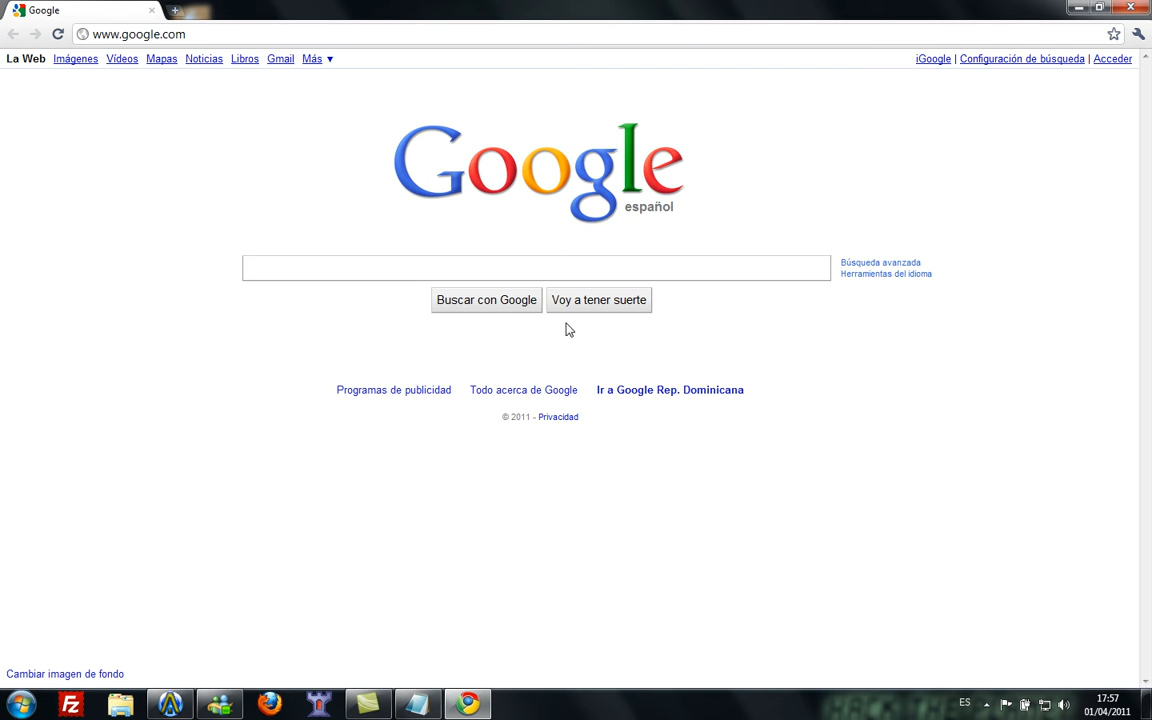 Google
www.google.com
La Web Imágenes Vídeos Mapas Noticias Libros Gmail Más ▼ iGoogle | Configuración de búsqueda | Acceder
Google
español
Búsqueda avanzada
Herramientas del idioma
Buscar con Google Voy a tener suerte
Programas de publicidad Todo acerca de Google Ir a Google Rep. Dominicana
© 2011 - Privacidad
Cambiar imagen de fondo
Fz ES 17:57
01/04/2011